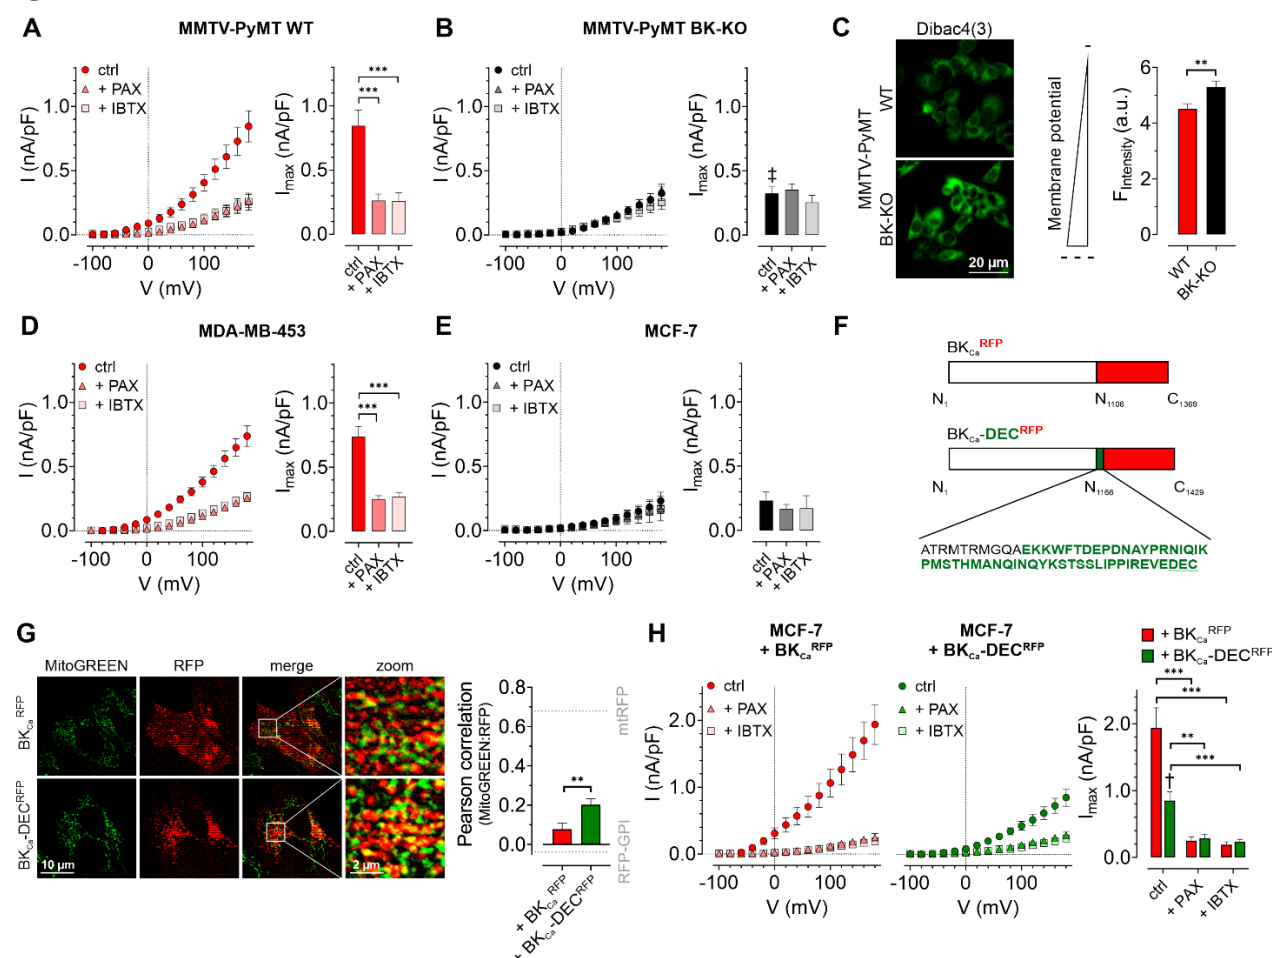 A
MMTV-PyMT WT
ctrl
+ PAX
+ IBTX
I (nA/pF)
1.0
0.5
0.0
-100
0
100
V (mV)
Imax (nA/pF)
1.0
0.5
0.0
***
***
ctrl
+ PAX
+ IBTX
B
MMTV-PyMT BK-KO
ctrl
+ PAX
+ IBTX
I (nA/pF)
1.0
0.5
0.0
-100
0
100
V (mV)
Imax (nA/pF)
1.0
0.5
0.0
‡
ctrl
+ PAX
+ IBTX
C
Dibac4(3)
MMTV-PyMT
WT
BK-KO
20 µm
Membrane potential
-
- - - -
FIntensity (a.u.)
6
4
2
0
**
WT
BK-KO
D
MDA-MB-453
ctrl
+ PAX
+ IBTX
I (nA/pF)
1.0
0.5
0.0
-100
0
100
V (mV)
Imax (nA/pF)
1.0
0.5
0.0
***
***
ctrl
+ PAX
+ IBTX
E
MCF-7
ctrl
+ PAX
+ IBTX
I (nA/pF)
1.0
0.5
0.0
-100
0
100
V (mV)
Imax (nA/pF)
1.0
0.5
0.0
ctrl
+ PAX
+ IBTX
F
BKCaRFP
N1
N1106
C1369
BKCa-DECRFP
N1
N1166
C1429
ATRMTRMGQAEKKWFTDEPDNAYPRNIQIK
PMSTHMANQINQYKSTSSLIPPIREVEDEC
G
MitoGREEN
RFP
merge
zoom
BKCaRFP
BKCa-DECRFP
10 µm
2 µm
Pearson correlation
(MitoGREEN:RFP)
0.8
0.6
0.4
0.2
0.0
**
mtRFP
RFP-GPI
+ BKCaRFP
+ BKCa-DECRFP
H
MCF-7
+ BKCaRFP
ctrl
+ PAX
+ IBTX
I (nA/pF)
2.0
1.0
0.0
-100
0
100
V (mV)
MCF-7
+ BKCa-DECRFP
ctrl
+ PAX
+ IBTX
-100
0
100
V (mV)
+ BKCaRFP
+ BKCa-DECRFP
Imax (nA/pF)
2.0
1.0
0.0
***
***
**
***
†
ctrl
+ PAX
+ IBTX